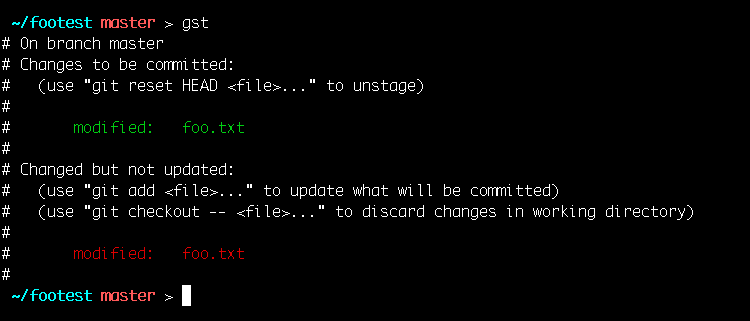 ~/footest master > gst
# On branch master
# Changes to be committed:
#   (use "git reset HEAD <file>..." to unstage)
#
#       modified:   foo.txt
#
# Changed but not updated:
#   (use "git add <file>..." to update what will be committed)
#   (use "git checkout -- <file>..." to discard changes in working directory)
#
#       modified:   foo.txt
#
~/footest master >